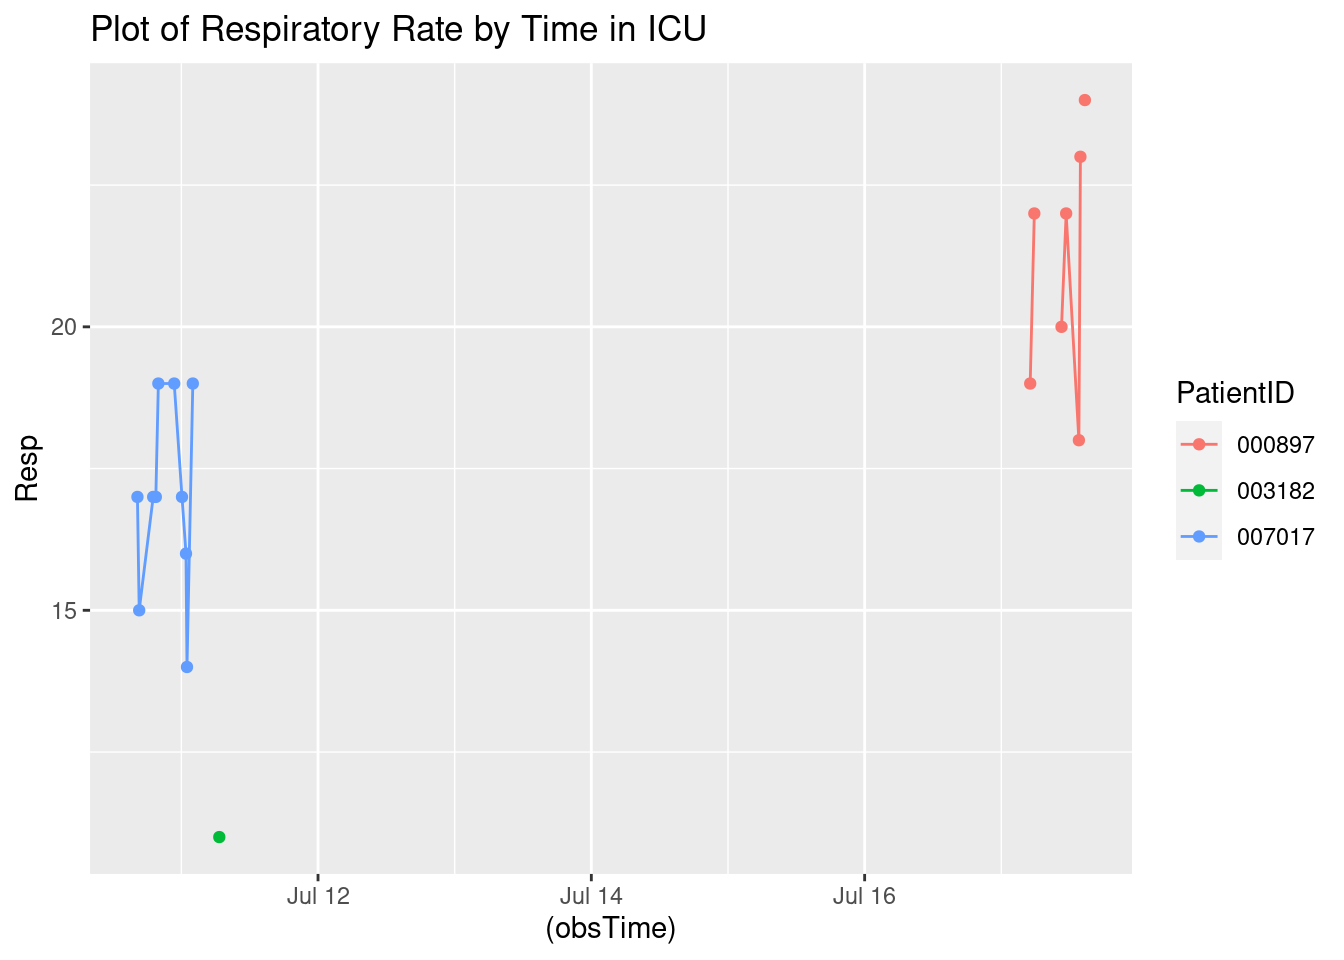 Plot of Respiratory Rate by Time in ICU
Resp
20
15
Jul 12
Jul 14
Jul 16
(obsTime)
PatientID
000897
003182
007017